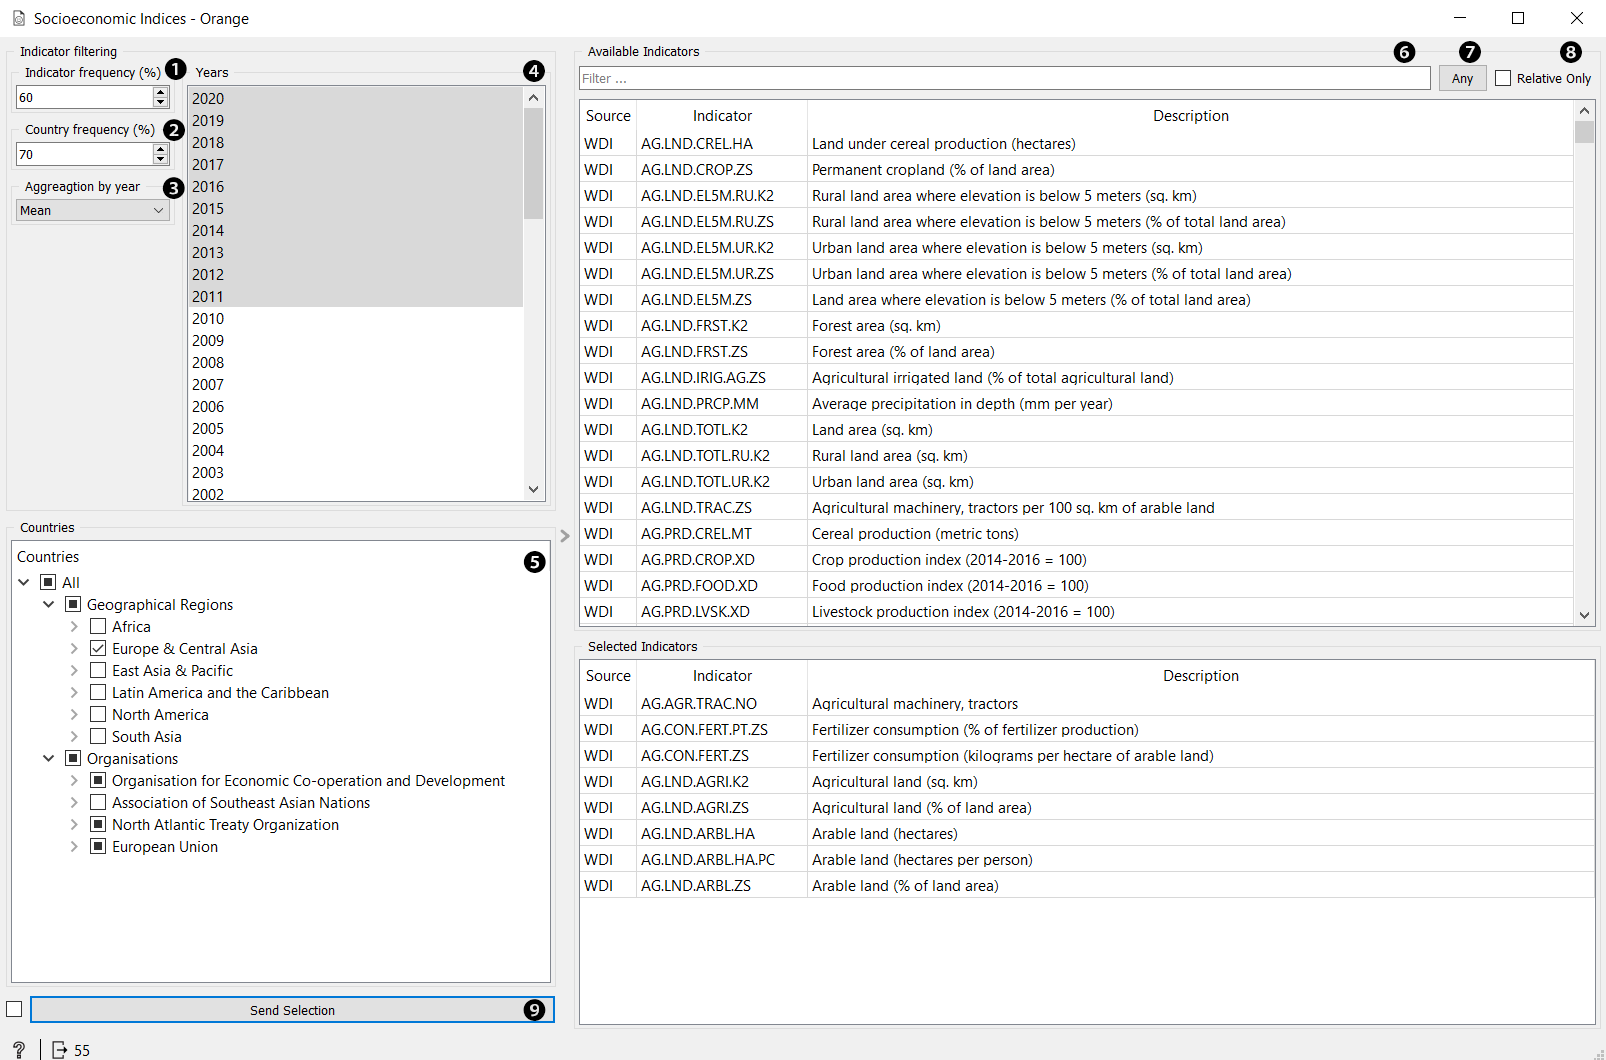 Socioeconomic Indices - Orange
Indicator filtering
Indicator frequency (%) 1
60
Country frequency (%) 2
70
Aggreagtion by year 3
Mean
Years 4
2020
2019
2018
2017
2016
2015
2014
2013
2012
2011
2010
2009
2008
2007
2006
2005
2004
2003
2002
Countries
Countries 5
All
Geographical Regions
Africa
Europe & Central Asia
East Asia & Pacific
Latin America and the Caribbean
North America
South Asia
Organisations
Organisation for Economic Co-operation and Development
Association of Southeast Asian Nations
North Atlantic Treaty Organization
European Union
Send Selection 9
? 55
Available Indicators 6 7 8
Filter ... Any Relative Only
Source Indicator Description
WDI AG.LND.CREL.HA Land under cereal production (hectares)
WDI AG.LND.CROP.ZS Permanent cropland (% of land area)
WDI AG.LND.EL5M.RU.K2 Rural land area where elevation is below 5 meters (sq. km)
WDI AG.LND.EL5M.RU.ZS Rural land area where elevation is below 5 meters (% of total land area)
WDI AG.LND.EL5M.UR.K2 Urban land area where elevation is below 5 meters (sq. km)
WDI AG.LND.EL5M.UR.ZS Urban land area where elevation is below 5 meters (% of total land area)
WDI AG.LND.EL5M.ZS Land area where elevation is below 5 meters (% of total land area)
WDI AG.LND.FRST.K2 Forest area (sq. km)
WDI AG.LND.FRST.ZS Forest area (% of land area)
WDI AG.LND.IRIG.AG.ZS Agricultural irrigated land (% of total agricultural land)
WDI AG.LND.PRCP.MM Average precipitation in depth (mm per year)
WDI AG.LND.TOTL.K2 Land area (sq. km)
WDI AG.LND.TOTL.RU.K2 Rural land area (sq. km)
WDI AG.LND.TOTL.UR.K2 Urban land area (sq. km)
WDI AG.LND.TRAC.ZS Agricultural machinery, tractors per 100 sq. km of arable land
WDI AG.PRD.CREL.MT Cereal production (metric tons)
WDI AG.PRD.CROP.XD Crop production index (2014-2016 = 100)
WDI AG.PRD.FOOD.XD Food production index (2014-2016 = 100)
WDI AG.PRD.LVSK.XD Livestock production index (2014-2016 = 100)
Selected Indicators
Source Indicator Description
WDI AG.AGR.TRAC.NO Agricultural machinery, tractors
WDI AG.CON.FERT.PT.ZS Fertilizer consumption (% of fertilizer production)
WDI AG.CON.FERT.ZS Fertilizer consumption (kilograms per hectare of arable land)
WDI AG.LND.AGRI.K2 Agricultural land (sq. km)
WDI AG.LND.AGRI.ZS Agricultural land (% of land area)
WDI AG.LND.ARBL.HA Arable land (hectares)
WDI AG.LND.ARBL.HA.PC Arable land (hectares per person)
WDI AG.LND.ARBL.ZS Arable land (% of land area)